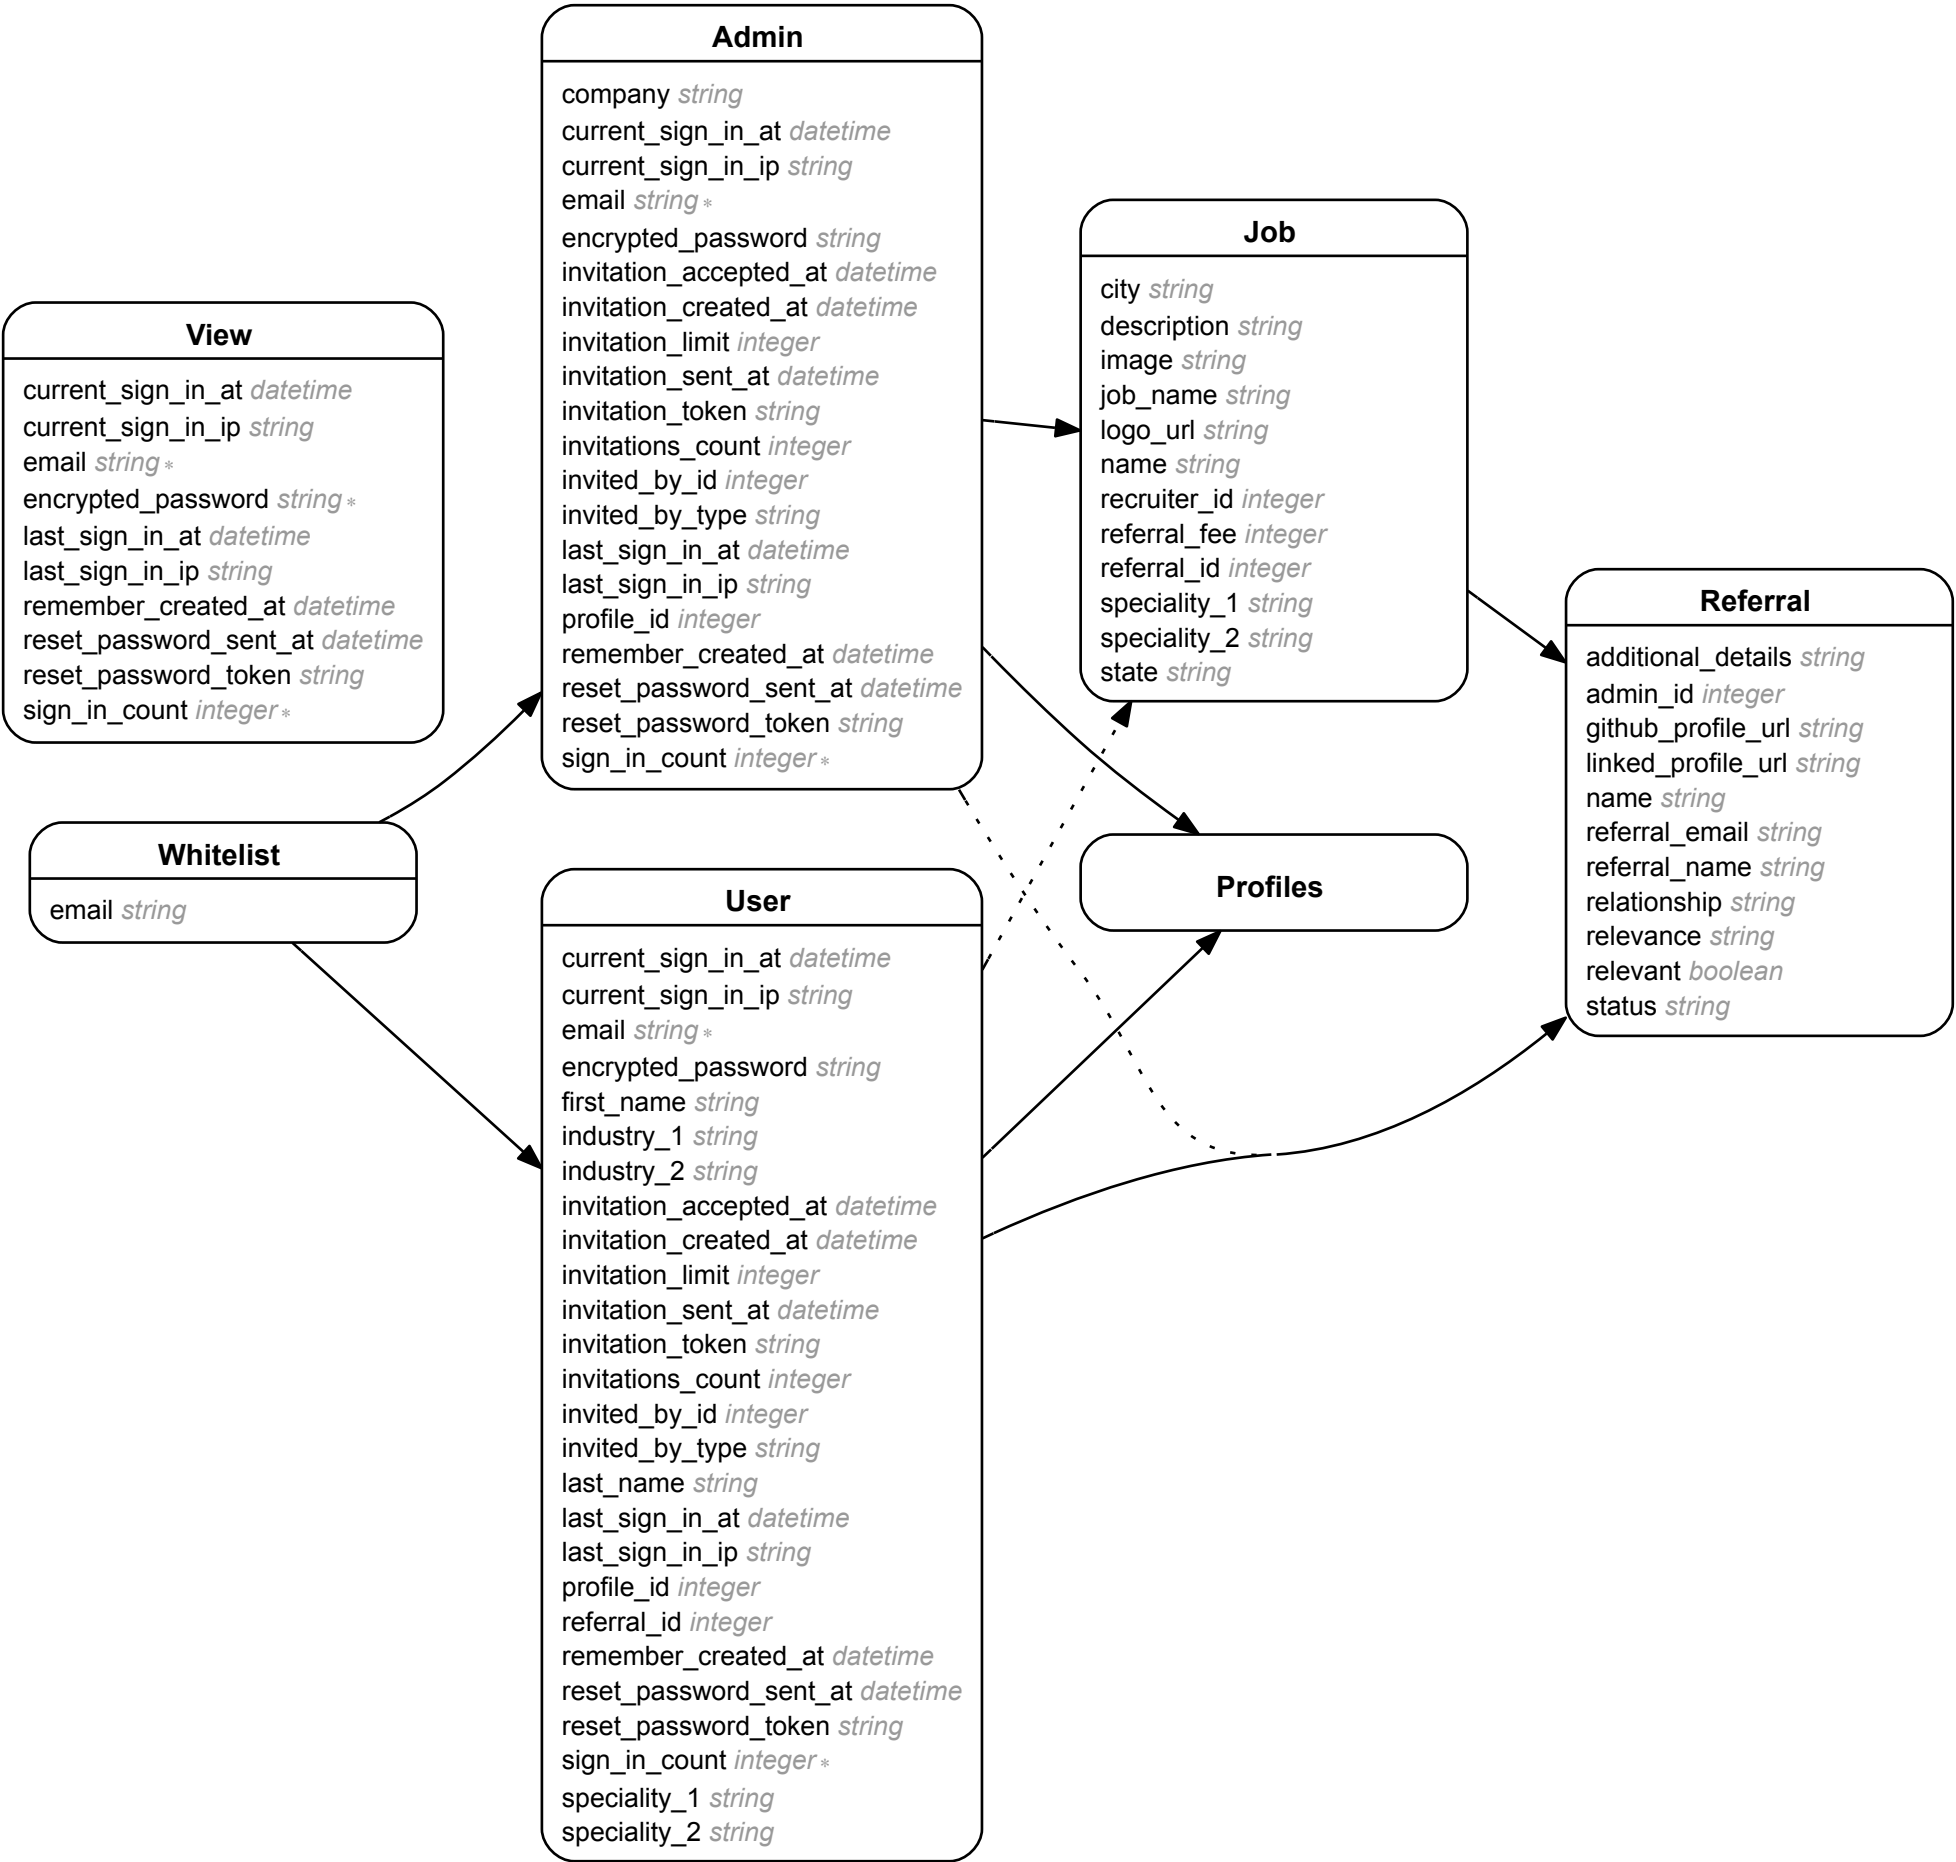 Admin
company string
current_sign_in_at datetime
current_sign_in_ip string
email string *
encrypted_password string
invitation_accepted_at datetime
invitation_created_at datetime
invitation_limit integer
invitation_sent_at datetime
invitation_token string
invitations_count integer
invited_by_id integer
invited_by_type string
last_sign_in_at datetime
last_sign_in_ip string
profile_id integer
remember_created_at datetime
reset_password_sent_at datetime
reset_password_token string
sign_in_count integer *
Job
city string
description string
image string
job_name string
logo_url string
name string
recruiter_id integer
referral_fee integer
referral_id integer
speciality_1 string
speciality_2 string
state string
View
current_sign_in_at datetime
current_sign_in_ip string
email string *
encrypted_password string *
last_sign_in_at datetime
last_sign_in_ip string
remember_created_at datetime
reset_password_sent_at datetime
reset_password_token string
sign_in_count integer *
Referral
additional_details string
admin_id integer
github_profile_url string
linked_profile_url string
name string
referral_email string
referral_name string
relationship string
relevance string
relevant boolean
status string
Whitelist
email string
Profiles
User
current_sign_in_at datetime
current_sign_in_ip string
email string *
encrypted_password string
first_name string
industry_1 string
industry_2 string
invitation_accepted_at datetime
invitation_created_at datetime
invitation_limit integer
invitation_sent_at datetime
invitation_token string
invitations_count integer
invited_by_id integer
invited_by_type string
last_name string
last_sign_in_at datetime
last_sign_in_ip string
profile_id integer
referral_id integer
remember_created_at datetime
reset_password_sent_at datetime
reset_password_token string
sign_in_count integer *
speciality_1 string
speciality_2 string